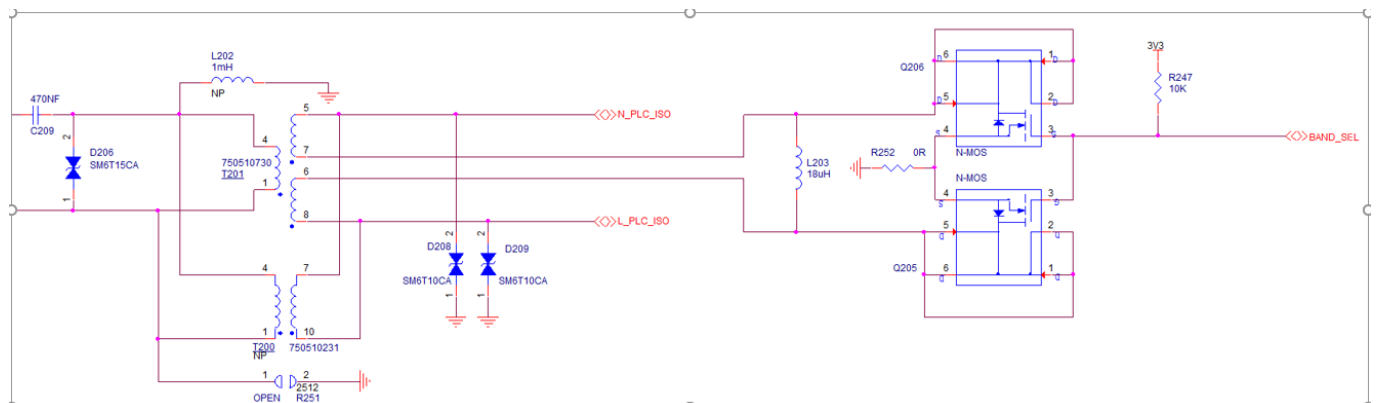 L202
1mH
NP
470NF
C209
2
D206
SM6T15CA
1
4
750510730
T201
1
5
7
6
8
N_PLC_ISO
L_PLC_ISO
2
D208
SM6T10CA
1
2
D209
SM6T10CA
1
4
7
1
10
T200
750510231
NP
1
2
2512
OPEN
R251
L203
18uH
R252
0R
Q206
6
D
1
D
5
D
2
D
4
S
3
G
N-MOS
N-MOS
4
S
3
G
5
D
2
D
6
D
1
D
Q205
3V3
R247
10K
BAND_SEL